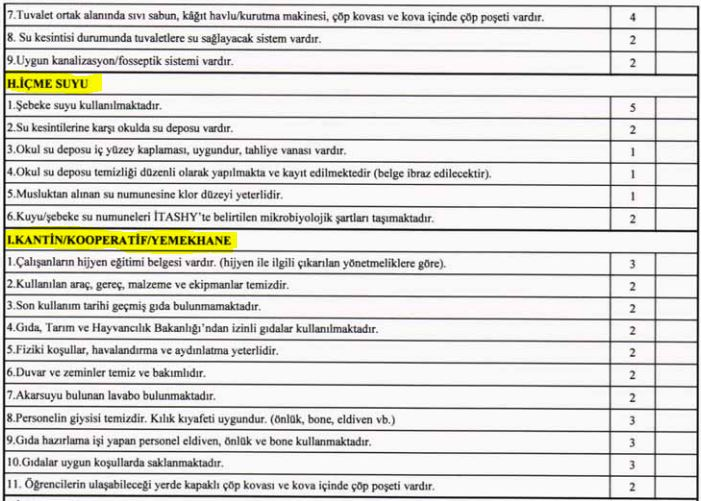 7.Tuvalet ortak alanında sıvı sabun, kâğıt havlu/kurutma makinesi, çöp kovası ve kova içinde çöp poşeti vardır. 4
8. Su kesintisi durumunda tuvaletlere su sağlayacak sistem vardır. 2
9.Uygun kanalizasyon/fosseptik sistemi vardır. 2
H.İÇME SUYU
1.Şebeke suyu kullanılmaktadır. 5
2.Su kesintilerine karşı okulda su deposu vardır. 2
3.Okul su deposu iç yüzey kaplaması, uygundur, tahliye vanası vardır. 1
4.Okul su deposu temizliği düzenli olarak yapılmakta ve kayıt edilmektedir (belge ibraz edilecektir). 1
5.Musluktan alınan su numunesine klor düzeyi yeterlidir. 1
6.Kuyu/şebeke su numuneleri İTASHY'te belirtilen mikrobiyolojik şartları taşımaktadır. 2
I.KANTİN/KOOPERATİF/YEMEKHANE
1.Çalışanların hijyen eğitimi belgesi vardır. (hijyen ile ilgili çıkarılan yönetmeliklere göre). 3
2.Kullanılan araç, gereç, malzeme ve ekipmanlar temizdir. 2
3.Son kullanım tarihi geçmiş gıda bulunmamaktadır. 2
4.Gıda, Tarım ve Hayvancılık Bakanlığı'ndan izinli gıdalar kullanılmaktadır. 2
5.Fiziki koşullar, havalandırma ve aydınlatma yeterlidir. 2
6.Duvar ve zeminler temiz ve bakımlıdır. 2
7.Akarsuyu bulunan lavabo bulunmaktadır. 2
8.Personelin giysisi temizdir. Kılık kıyafeti uygundur. (önlük, bone, eldiven vb.) 3
9.Gıda hazırlama işi yapan personel eldiven, önlük ve bone kullanmaktadır. 3
10.Gıdalar uygun koşullarda saklanmaktadır. 3
11. Öğrencilerin ulaşabileceği yerde kapaklı çöp kovası ve kova içinde çöp poşeti vardır. 2